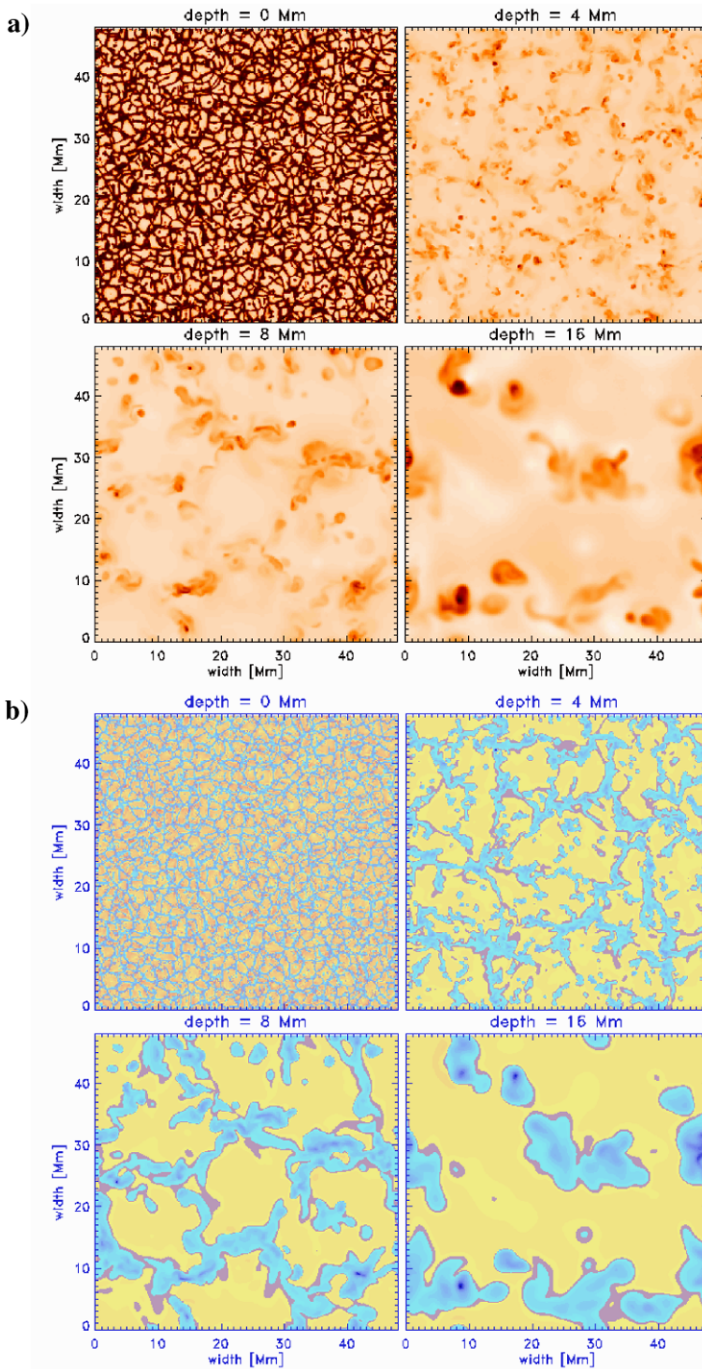 a)
depth = 0 Mm
depth = 4 Mm
width [Mm]
40
30
20
10
0
depth = 8 Mm
depth = 16 Mm
width [Mm]
40
30
20
10
0
0 10 20 30 40
0 10 20 30 40
width [Mm]
width [Mm]
b)
depth = 0 Mm
depth = 4 Mm
width [Mm]
40
30
20
10
0
depth = 8 Mm
depth = 16 Mm
width [Mm]
40
30
20
10
0
0 10 20 30 40
0 10 20 30 40
width [Mm]
width [Mm]